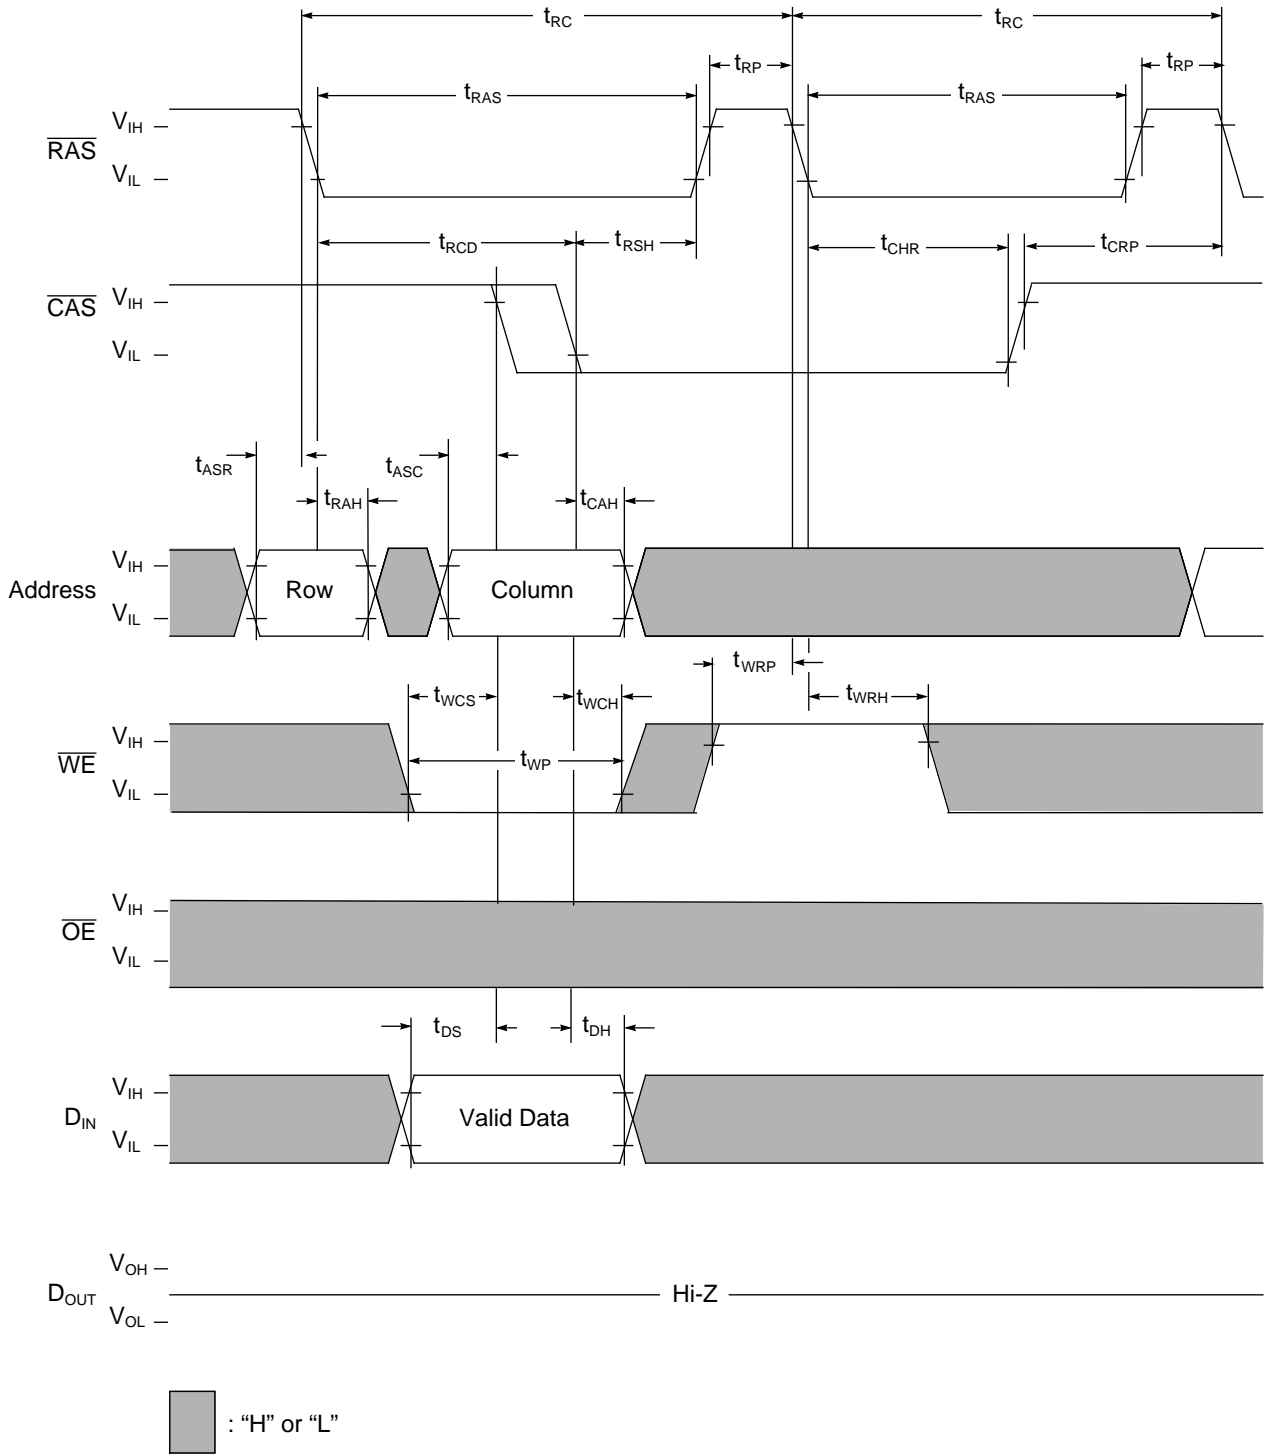 tRC tRC
tRP tRP
tRAS tRAS
RAS VIH
VIL
tRCD tRSH tCHR tCRP
CAS VIH
VIL
tASR tASC
tRAH tCAH
Address VIH
VIL
Row Column
tWRP
tWCS tWCH tWRH
WE VIH
VIL
tWP
OE VIH
VIL
tDS tDH
DIN VIH
VIL
Valid Data
DOUT VOH
VOL
Hi-Z
: “H” or “L”